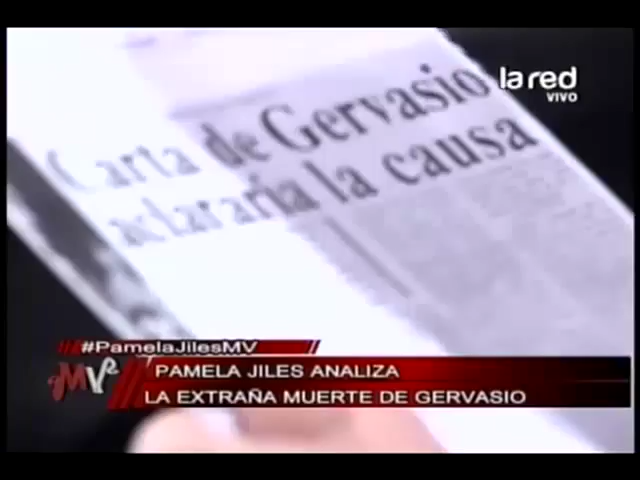 la red
VIVO
Carta de Gervasio
aclararía la causa
#PamelaJilesMV
MV
PAMELA JILES ANALIZA
LA EXTRAÑA MUERTE DE GERVASIO